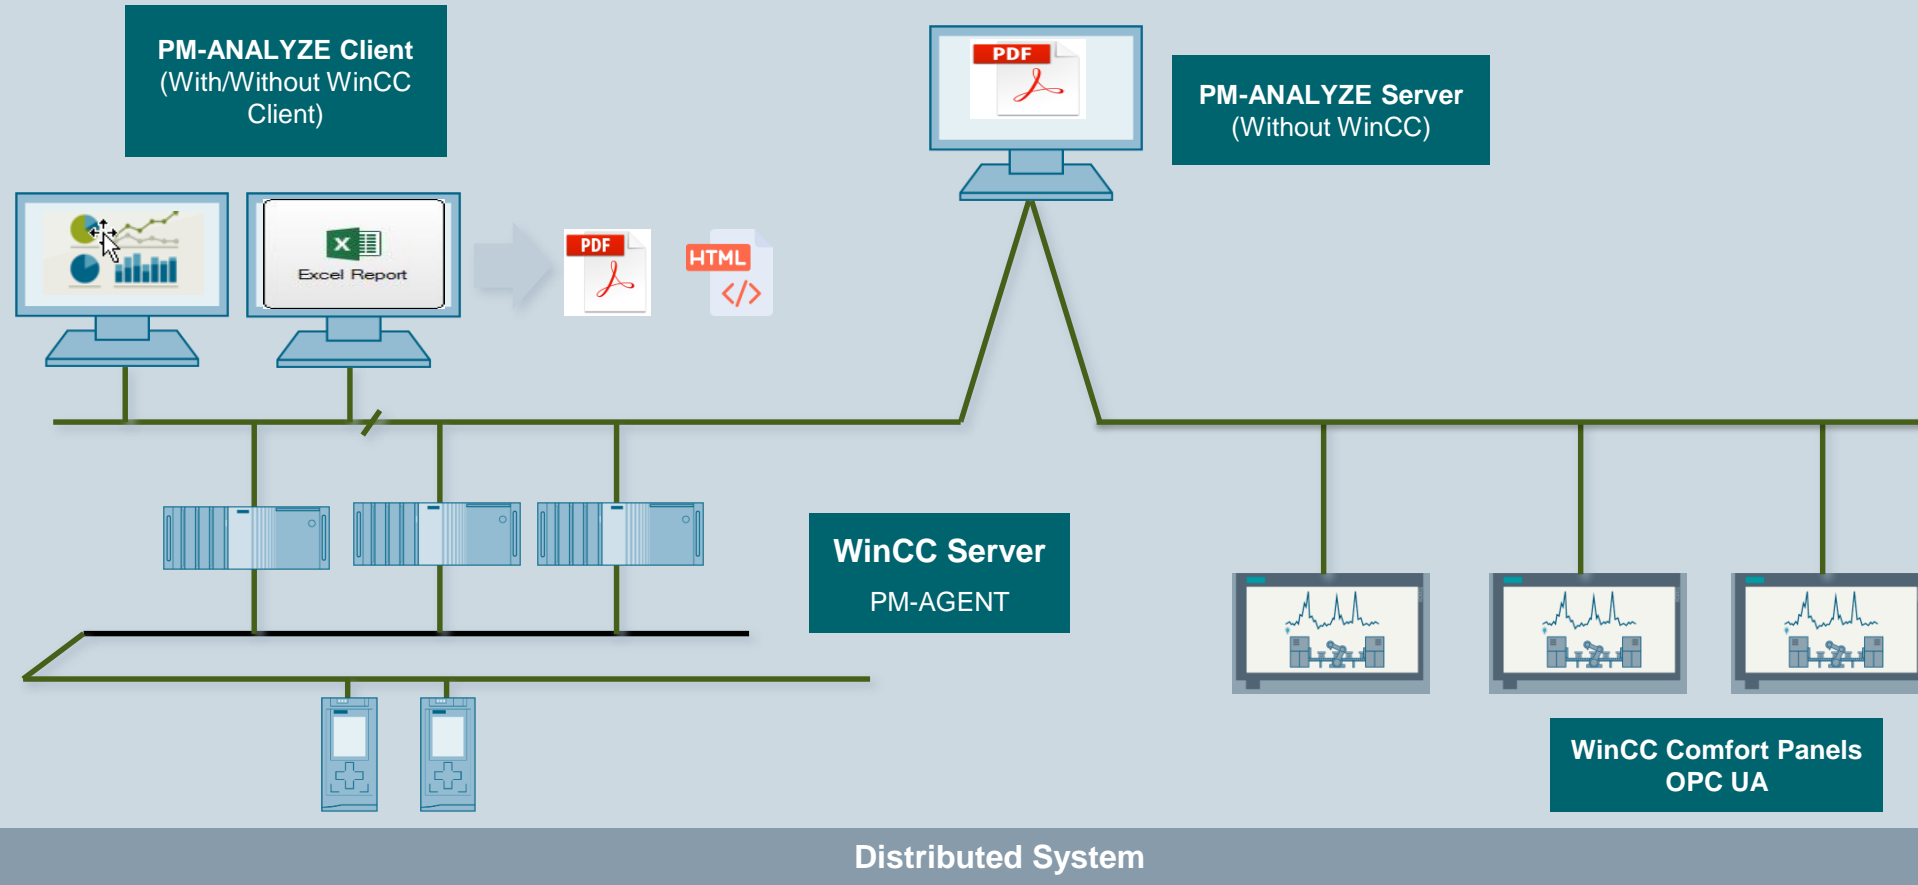 PM-ANALYZE Client
(With/Without WinCC
Client)
PDF
PM-ANALYZE Server
(Without WinCC)
X
Excel Report
PDF
HTML
</>
WinCC Server
PM-AGENT
WinCC Comfort Panels
OPC UA
Distributed System